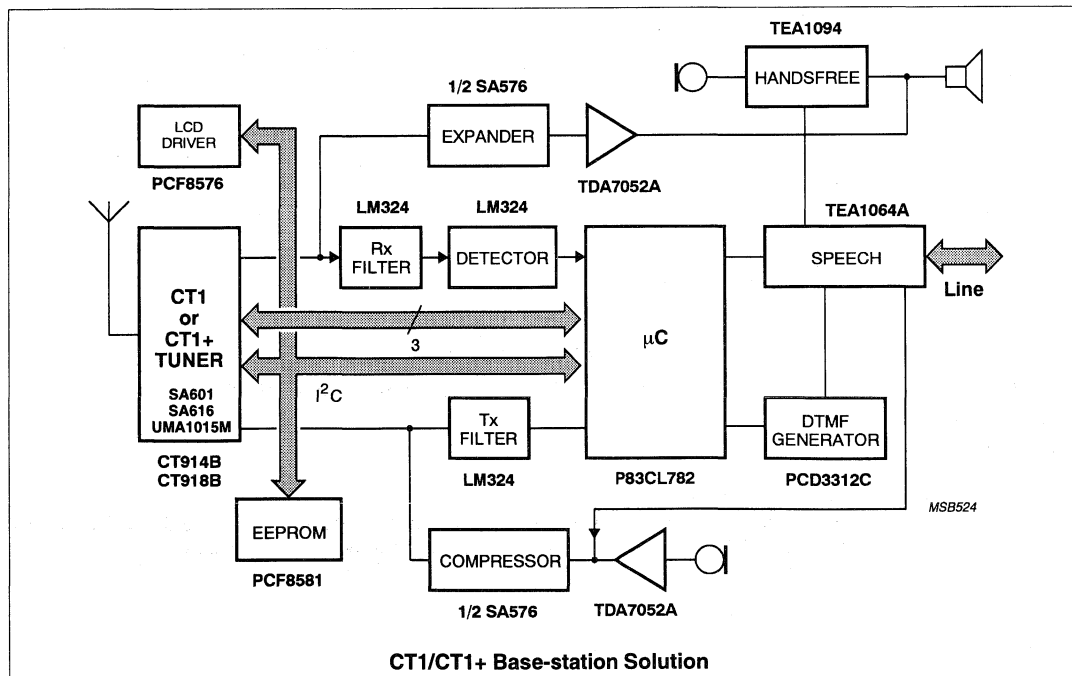 TEA1094
HANDSFREE
1/2 SA576
EXPANDER
TDA7052A
LCD
DRIVER
PCF8576
LM324
Rx
FILTER
LM324
DETECTOR
TEA1064A
SPEECH
Line
CT1
or
CT1+
TUNER
SA601
SA616
UMA1015M
CT914B
CT918B
3
I²C
μC
P83CL782
Tx
FILTER
LM324
DTMF
GENERATOR
PCD3312C
MSB524
EEPROM
PCF8581
COMPRESSOR
1/2 SA576
TDA7052A
CT1/CT1+ Base-station Solution